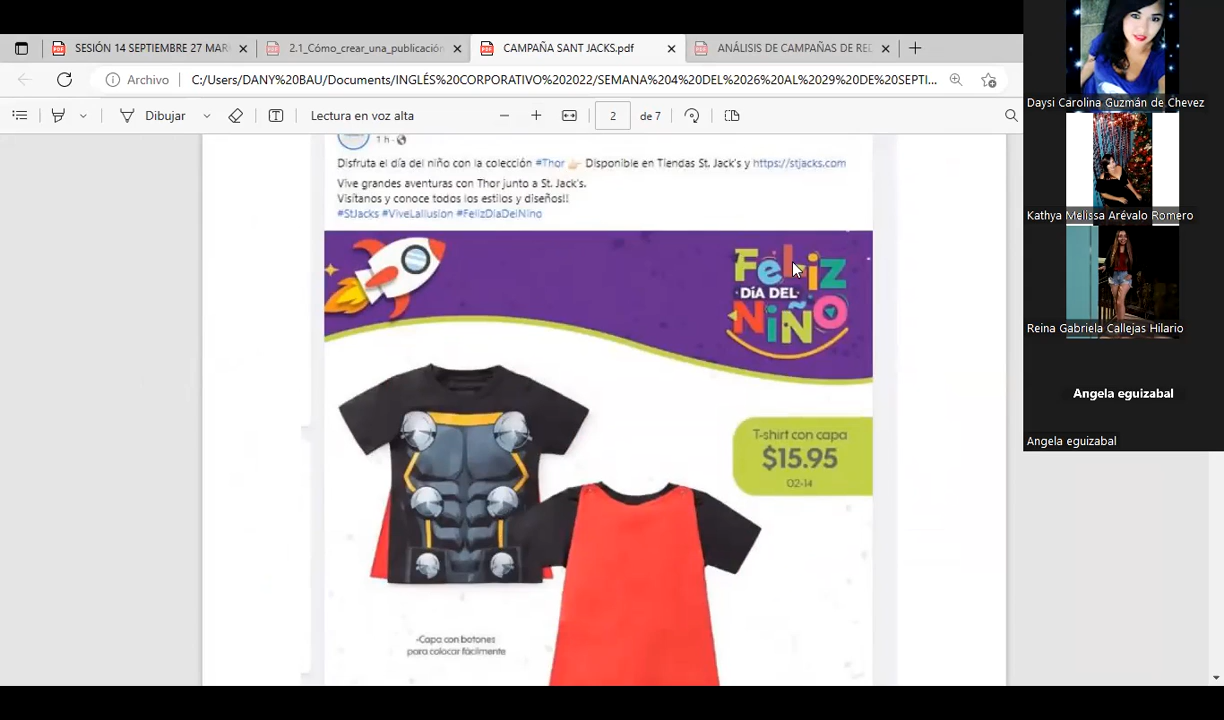 SESIÓN 14 SEPTIEMBRE 27 MAR
2.1_Cómo_crear_una_publicación
CAMPAÑA SANT JACKS.pdf
ANÁLISIS DE CAMPAÑAS DE RED
Archivo
C:/Users/DANY%20BAU/Documents/INGLÉS%20CORPORATIVO%202022/SEMANA%204%20DEL%2026%20AL%2029%20DE%20SEPTI...
Dibujar
Lectura en voz alta
2
de 7
1 h
Disfruta el día del niño con la colección #Thor 👉 Disponible en Tiendas St. Jack's y https://stjacks.com
Vive grandes aventuras con Thor junto a St. Jack's.
Visítanos y conoce todos los estilos y diseños!!
#StJacks #ViveLaIlusion #FelizDiaDelNino
FeLiz
DÍA DEL
NIÑO
T-shirt con capa
$15.95
02-14
-Capa con botones
para colocar fácilmente
Daysi Carolina Guzmán de Chevez
Kathya Melissa Arévalo Romero
Reina Gabriela Callejas Hilario
Angela eguizabal
Angela eguizabal